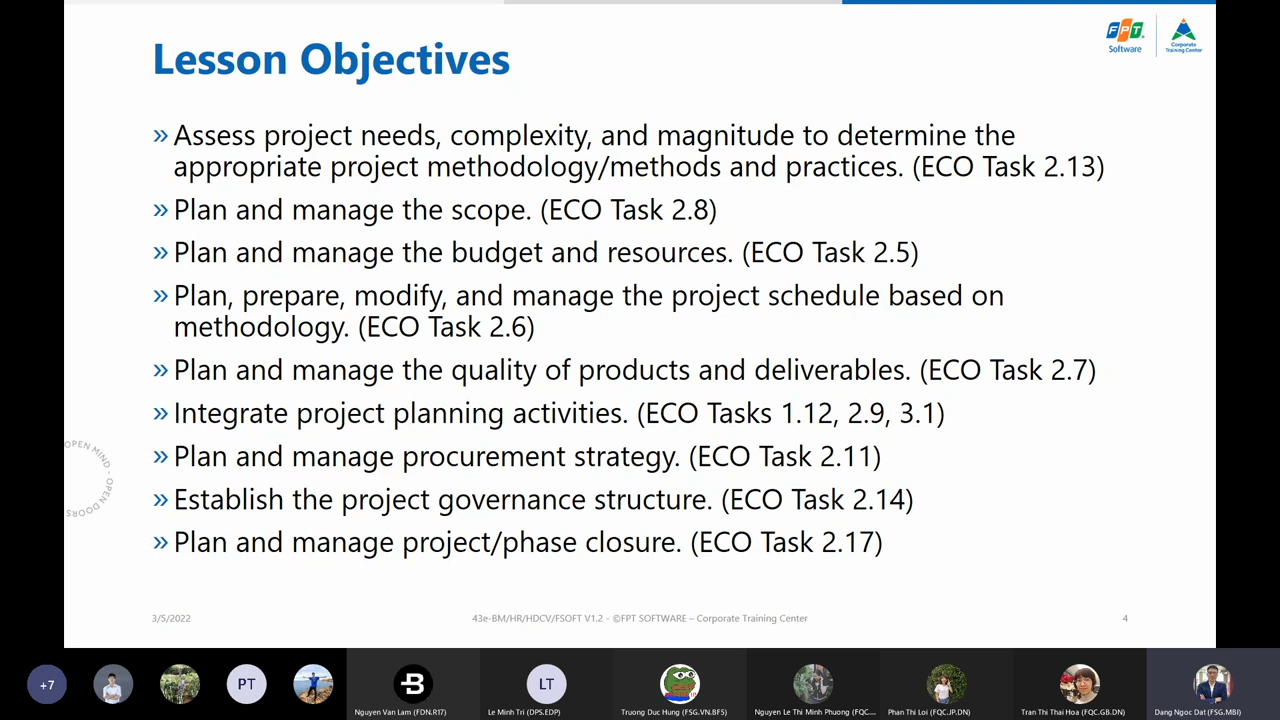 FPT
Software
Corporate
Training Center
Lesson Objectives
» Assess project needs, complexity, and magnitude to determine the
appropriate project methodology/methods and practices. (ECO Task 2.13)
» Plan and manage the scope. (ECO Task 2.8)
» Plan and manage the budget and resources. (ECO Task 2.5)
» Plan, prepare, modify, and manage the project schedule based on
methodology. (ECO Task 2.6)
» Plan and manage the quality of products and deliverables. (ECO Task 2.7)
» Integrate project planning activities. (ECO Tasks 1.12, 2.9, 3.1)
» Plan and manage procurement strategy. (ECO Task 2.11)
» Establish the project governance structure. (ECO Task 2.14)
» Plan and manage project/phase closure. (ECO Task 2.17)
OPEN MIND - OPEN DOORS
3/5/2022
43e-BM/HR/HDCV/FSOFT V1.2 - ©FPT SOFTWARE – Corporate Training Center
4
+7
PT
B
LT
Nguyen Van Lam (FDN.R17)
Le Minh Tri (DPS.EDP)
Truong Duc Hung (FSG.VN.BF5)
Nguyen Le Thi Minh Phuong (FQC....
Phan Thi Loi (FQC.JP.DN)
Tran Thi Thai Hoa (FQC.GB.DN)
Dang Ngoc Dat (FSG.MBI)